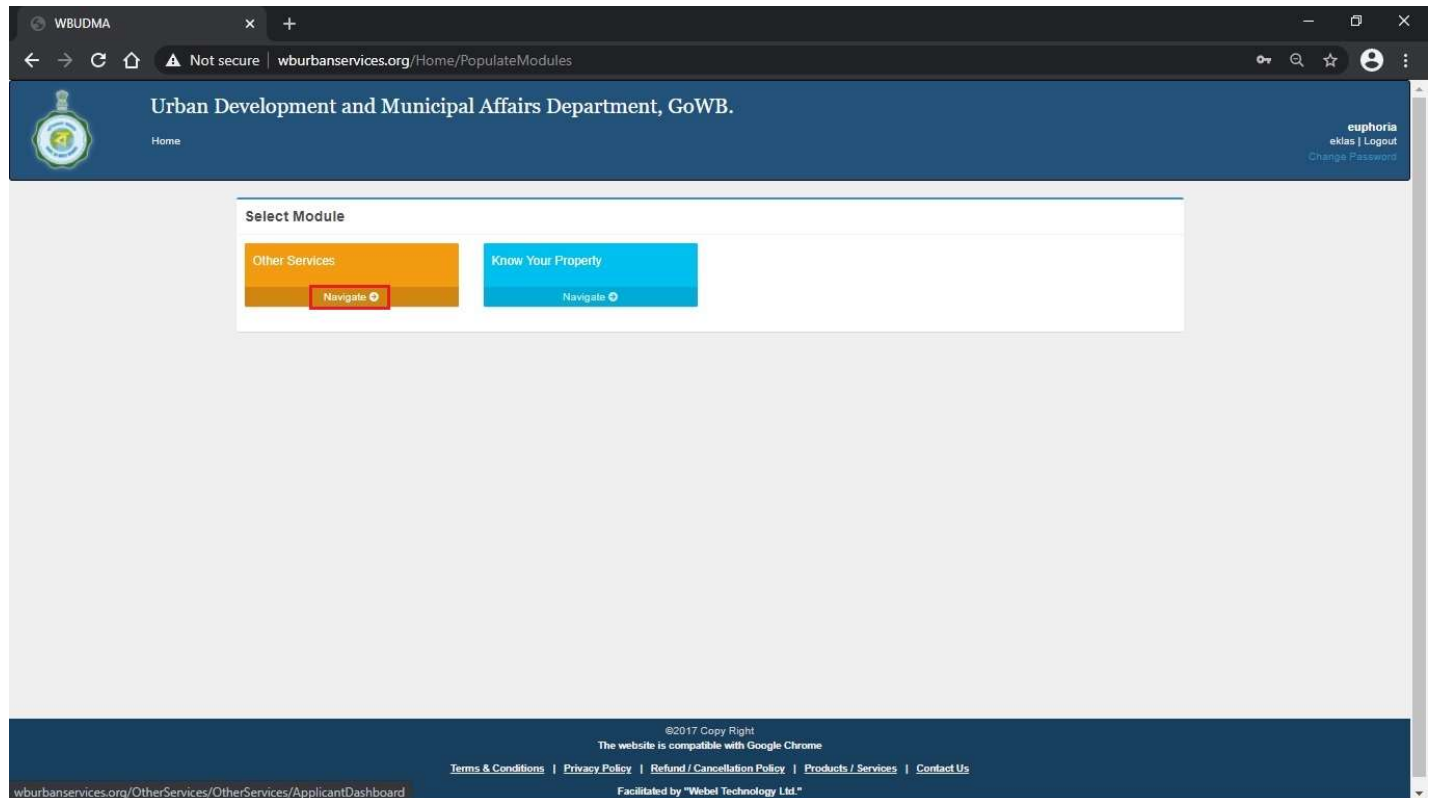 WBUDMA
Not secure | wburbanservices.org/Home/PopulateModules
Urban Development and Municipal Affairs Department, GoWB.
Home
euphoria
eklas | Logout
Change Password
Select Module
Other Services
Navigate
Know Your Property
Navigate
©2017 Copy Right
The website is compatible with Google Chrome
Terms & Conditions | Privacy Policy | Refund / Cancellation Policy | Products / Services | Contact Us
Facilitated by "Webel Technology Ltd."
wburbanservices.org/OtherServices/OtherServices/ApplicantDashboard